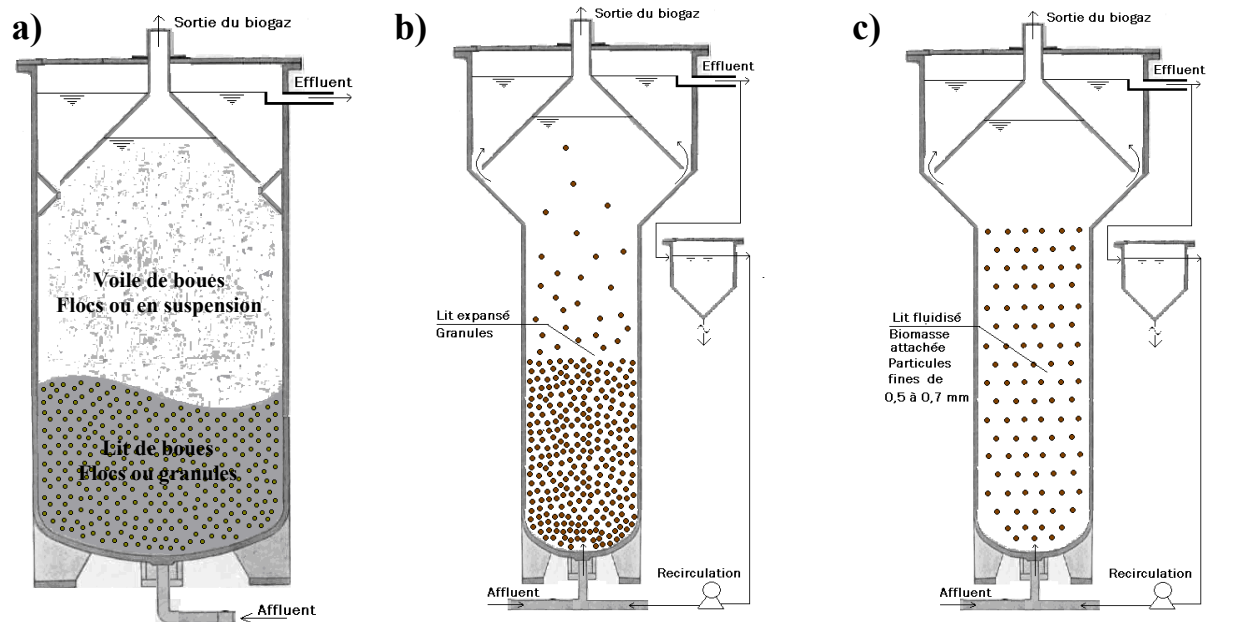 a)
Sortie du biogaz
Effluent
Voile de boues
Flocs ou en suspension
Lit de boues
Flocs ou granules
Affluent
b)
Sortie du biogaz
Effluent
Lit expansé
Granules
Recirculation
Affluent
c)
Sortie du biogaz
Effluent
Lit fluidisé
Biomasse
attachée
Particules
fines de
0,5 à 0,7 mm
Recirculation
Affluent